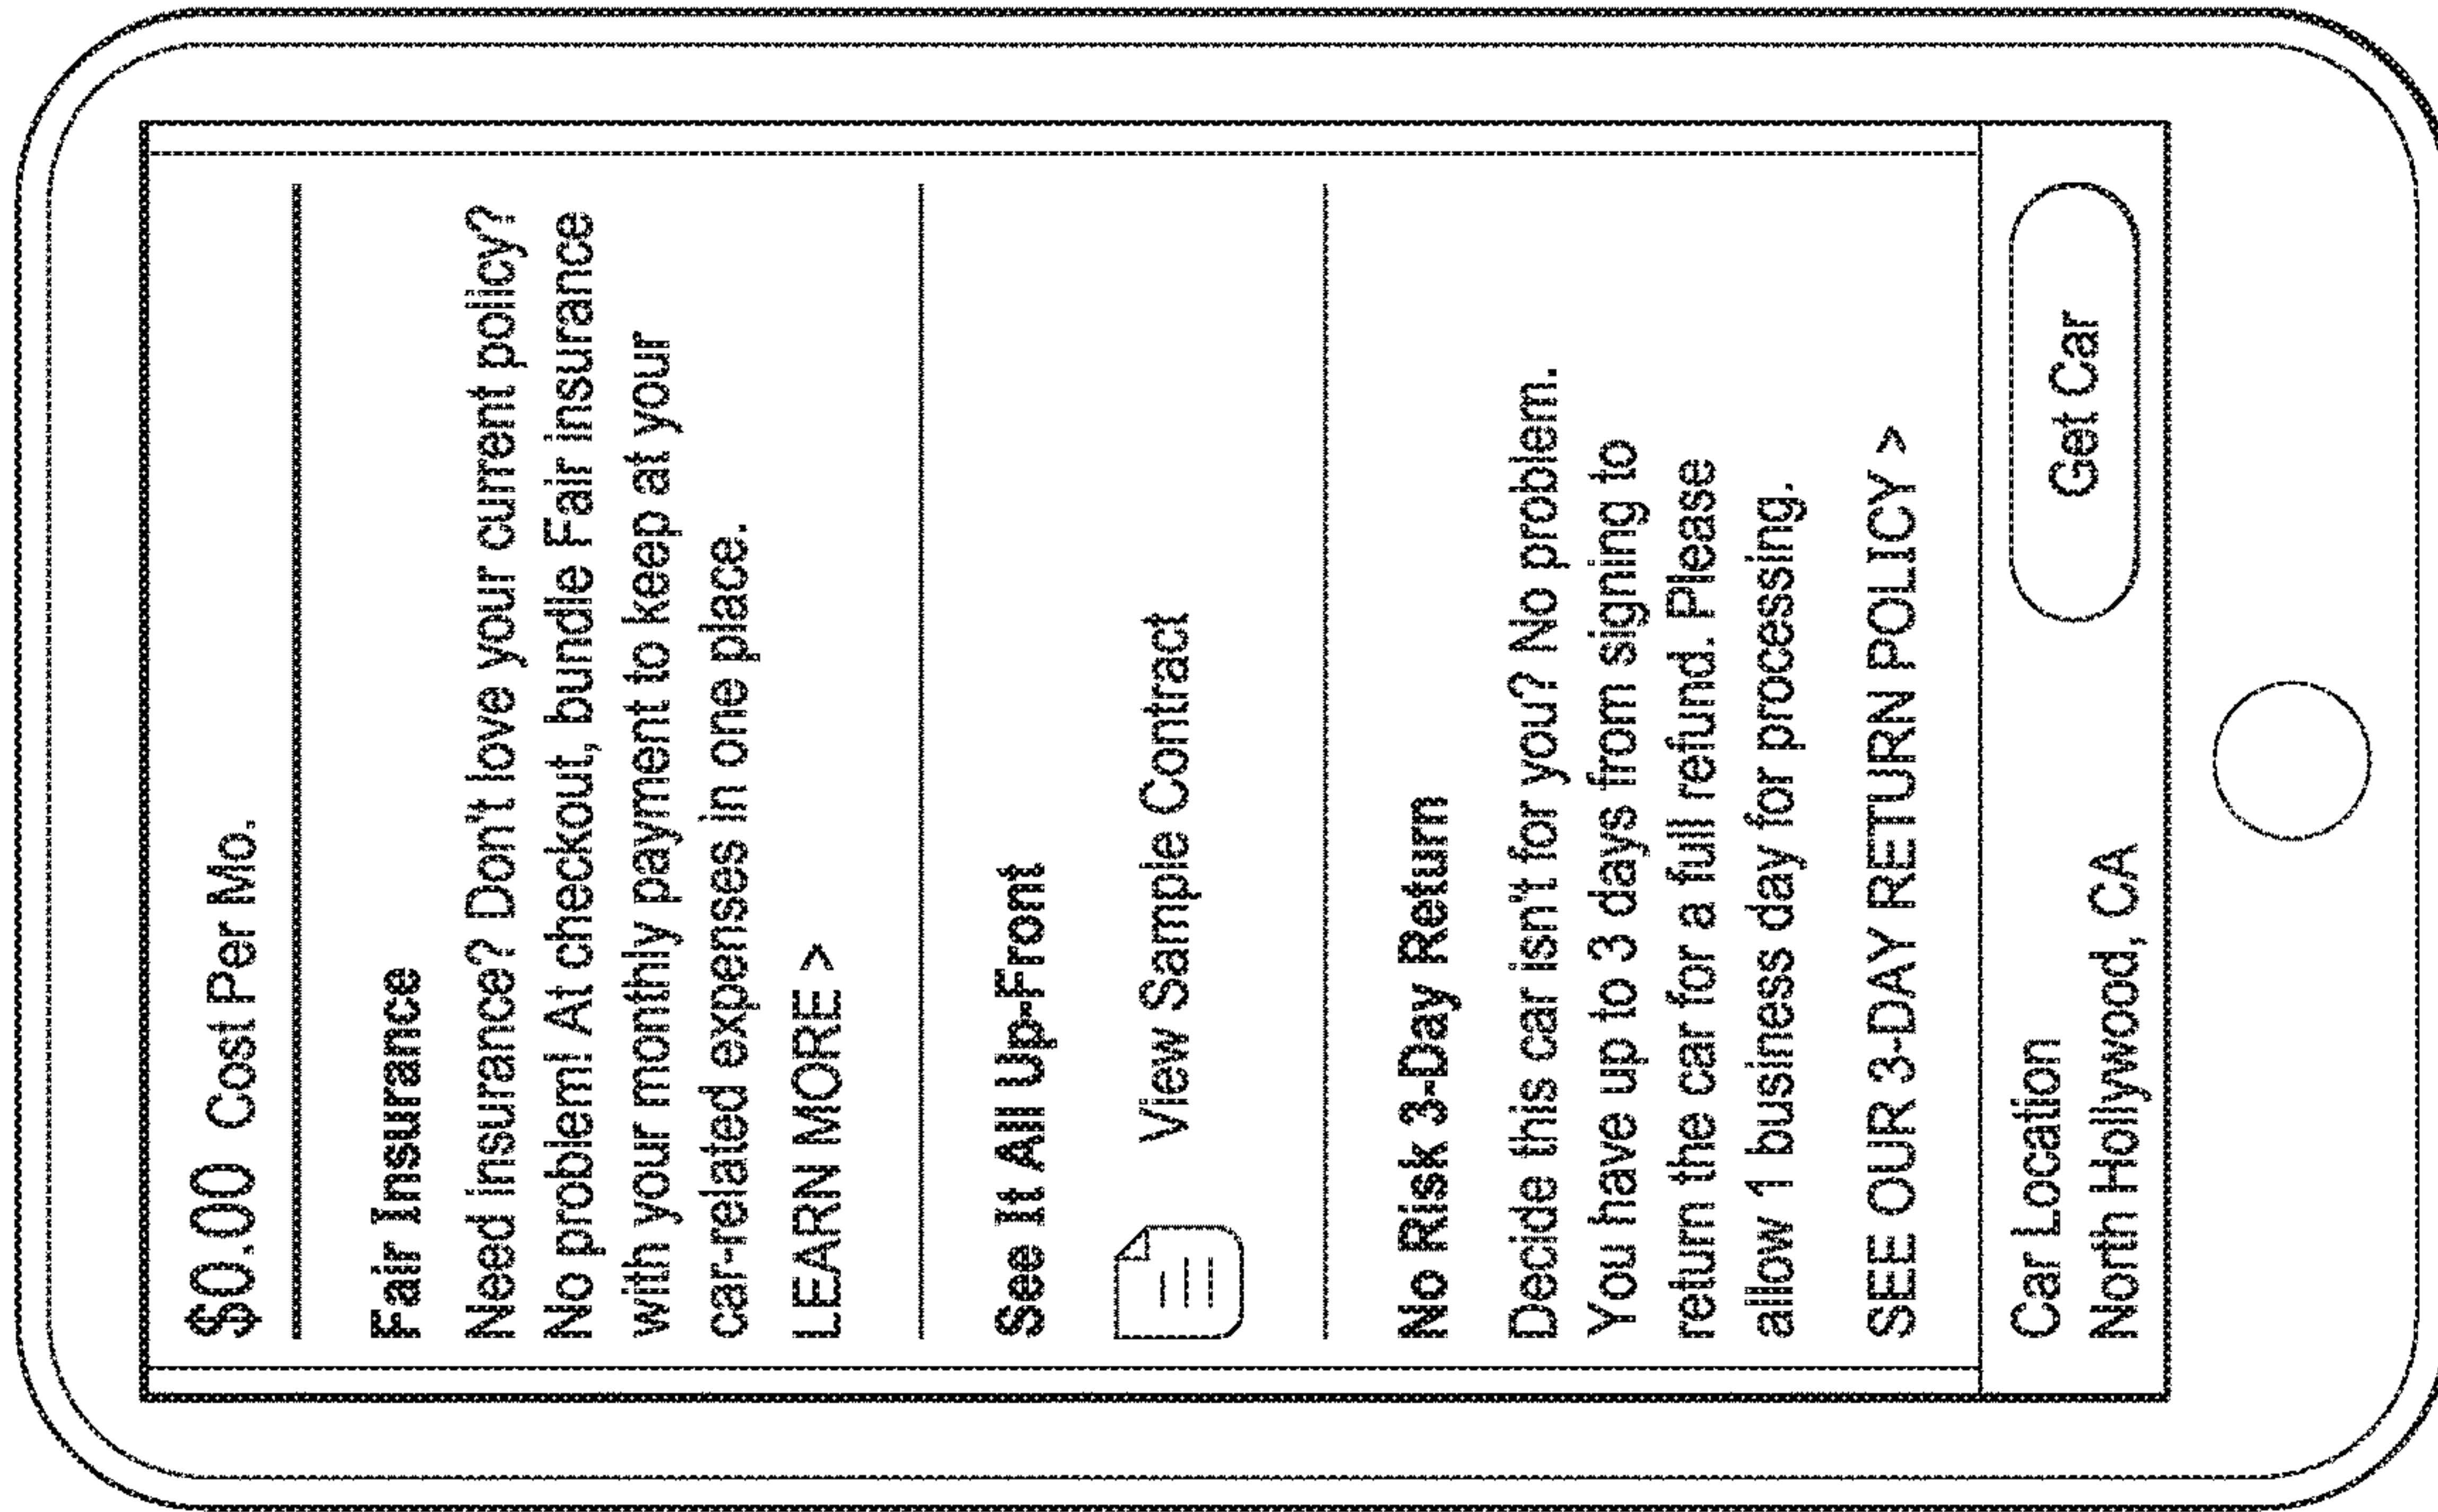 $0.00 Cost Per Mo.
Fair Insurance
Need insurance? Don't love your current policy?
No problem! At checkout, bundle Fair insurance
with your monthly payment to keep at your
car-related expenses in one place.
LEARN MORE >
See It All Up-Front
View Sample Contract
No Risk 3-Day Return
Decide this car isn't for you? No problem.
You have up to 3 days from signing to
return the car for a full refund. Please
allow 1 business day for processing.
SEE OUR 3-DAY RETURN POLICY >
Car Location
North Hollywood, CA
Get Car